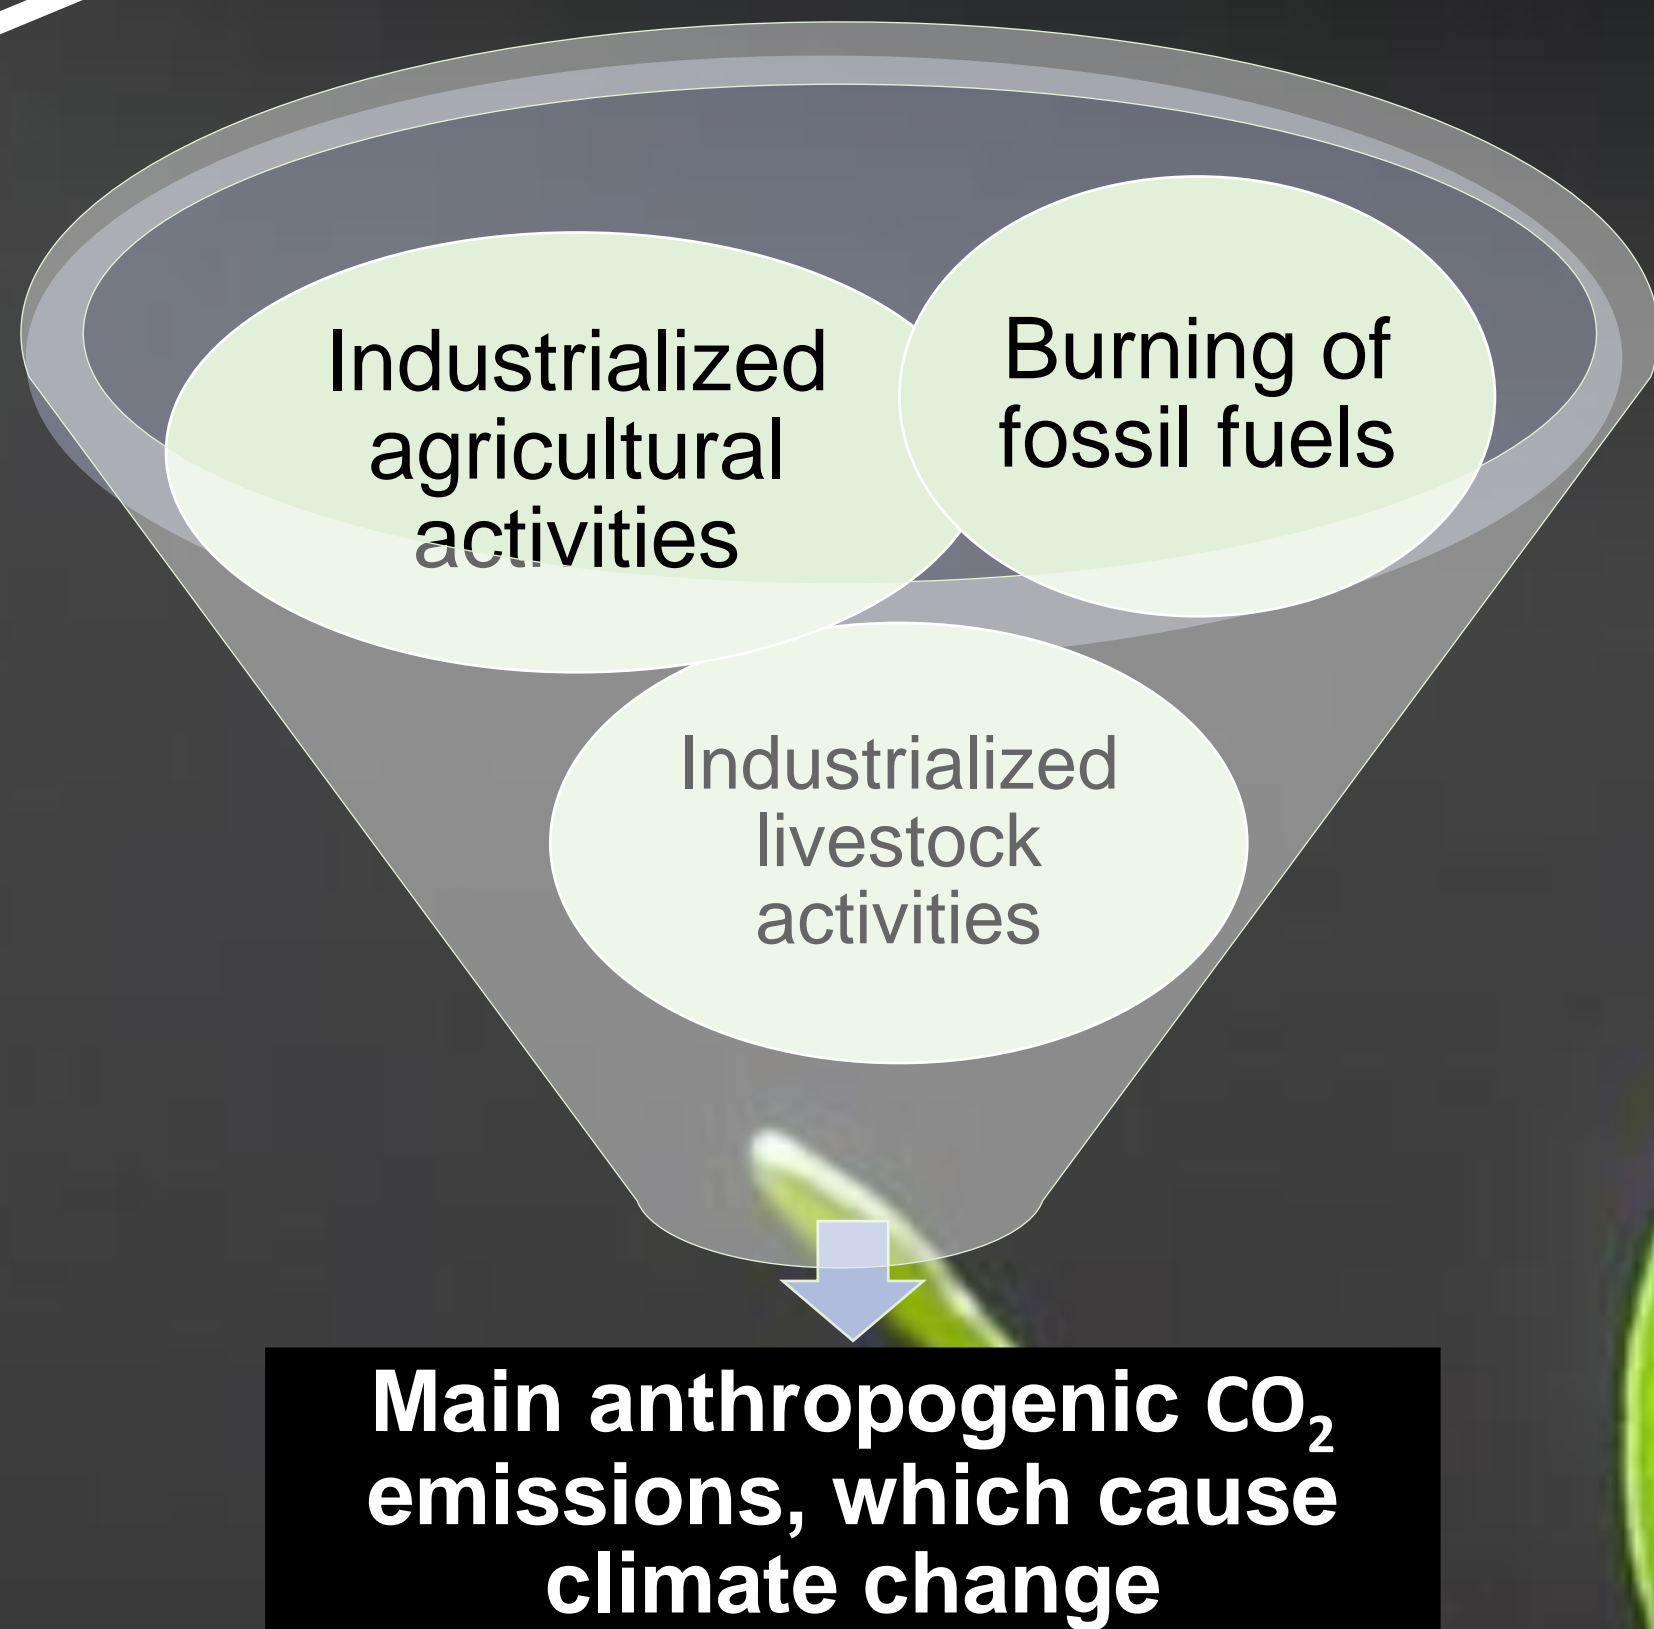 Industrialized
agricultural
activities
Burning of
fossil fuels
Industrialized
livestock
activities
Main anthropogenic CO₂
emissions, which cause
climate change